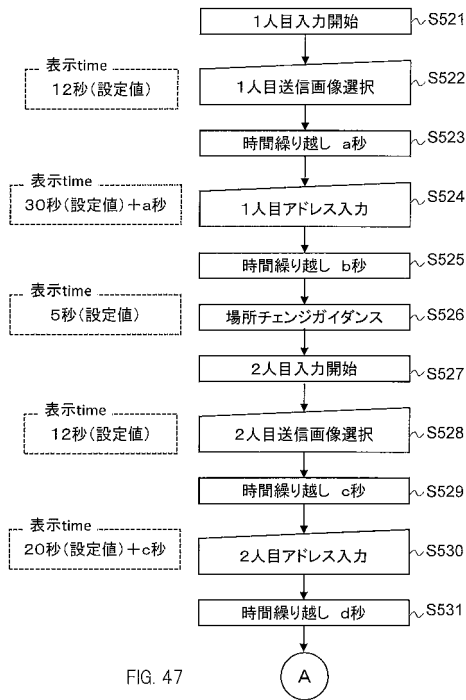 1人目入力開始 S521
表示time
12秒(設定値)
1人目送信画像選択 S522
時間繰り越し a秒 S523
表示time
30秒(設定値)+a秒
1人目アドレス入力 S524
時間繰り越し b秒 S525
表示time
5秒(設定値)
場所チェンジガイダンス S526
2人目入力開始 S527
表示time
12秒(設定値)
2人目送信画像選択 S528
時間繰り越し c秒 S529
表示time
20秒(設定値)+c秒
2人目アドレス入力 S530
時間繰り越し d秒 S531
FIG. 47
A